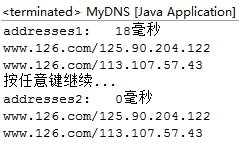 <terminated> MyDNS [Java Application]
addresses1:   18毫秒
www.126.com/125.90.204.122
www.126.com/113.107.57.43
按任意键继续...
addresses2:   0毫秒
www.126.com/125.90.204.122
www.126.com/113.107.57.43